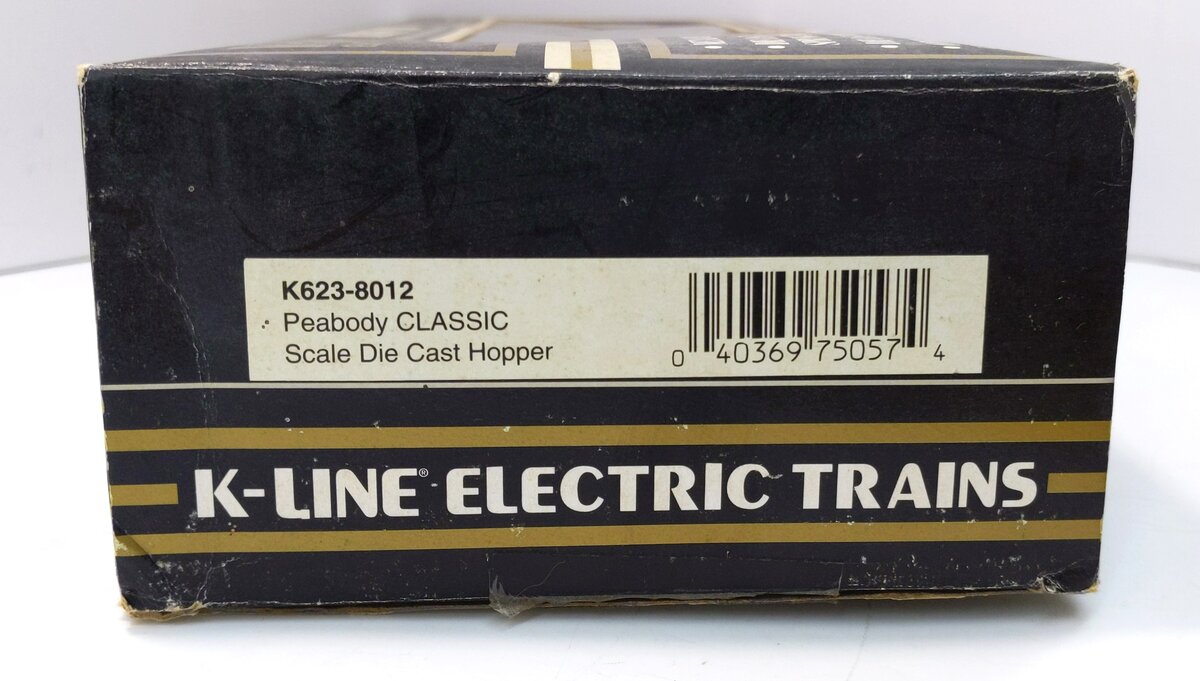 K623-8012
Peabody CLASSIC
Scale Die Cast Hopper
0 40369 75057 4
K-LINE® ELECTRIC TRAINS